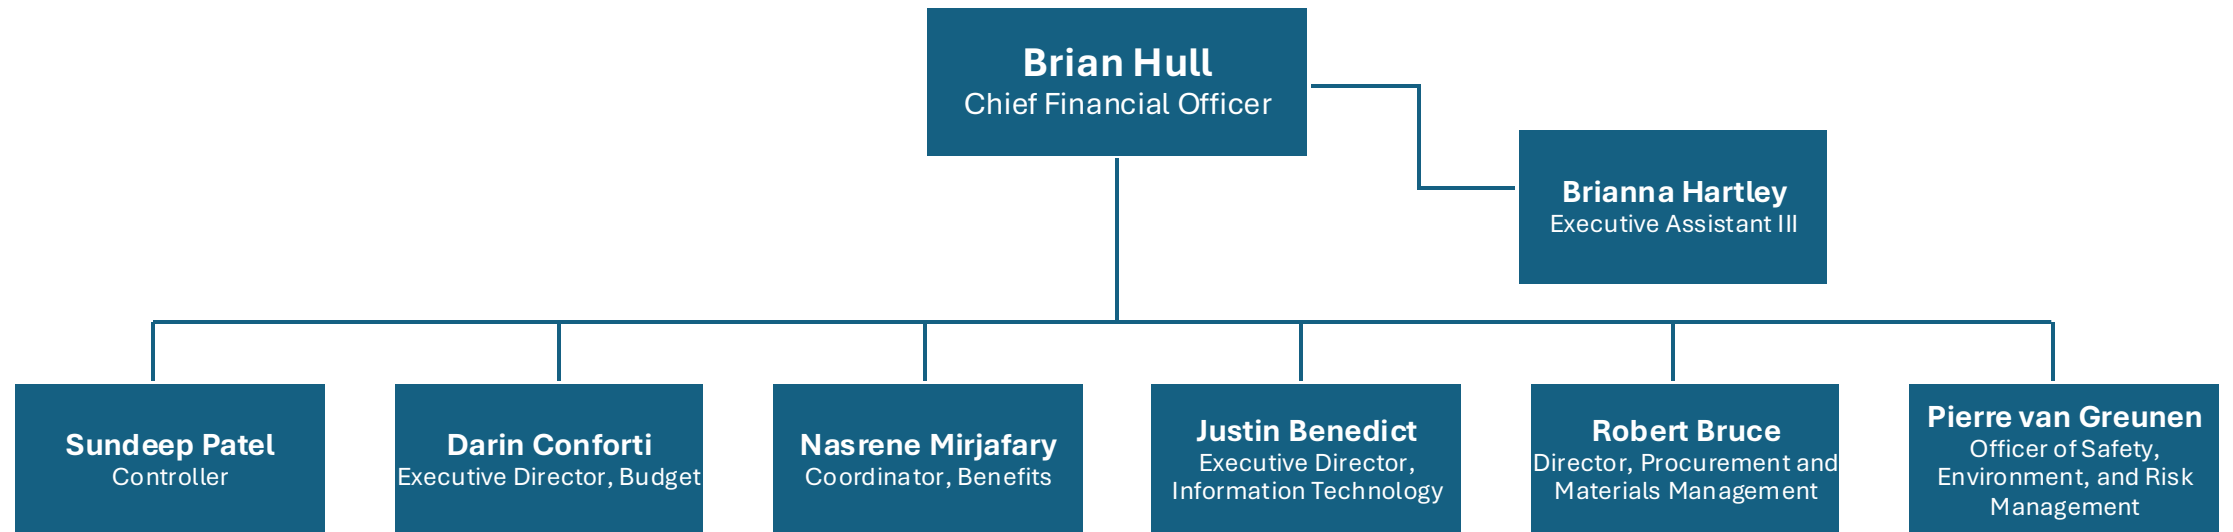 Brian Hull
Chief Financial Officer
Brianna Hartley
Executive Assistant III
Sundeep Patel
Controller
Darin Conforti
Executive Director, Budget
Nasrene Mirjafary
Coordinator, Benefits
Justin Benedict
Executive Director,
Information Technology
Robert Bruce
Director, Procurement and
Materials Management
Pierre van Greunen
Officer of Safety,
Environment, and Risk
Management